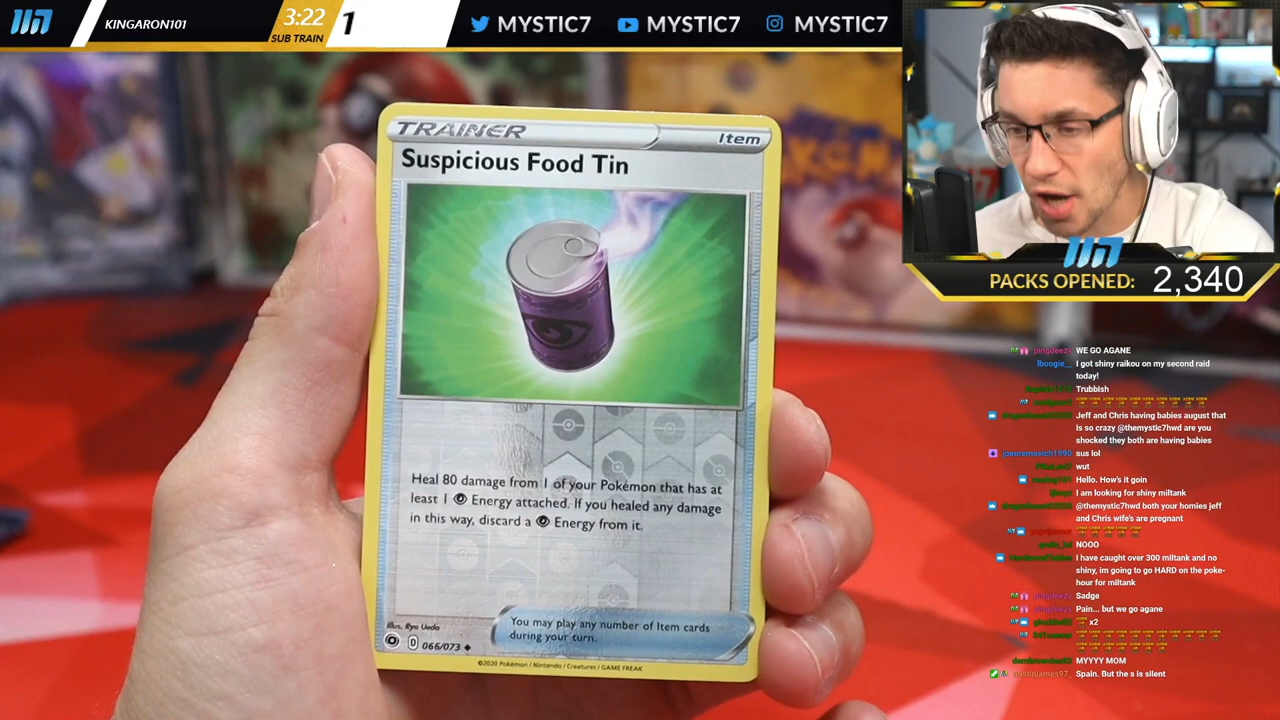 KINGARON101
3:22
SUB TRAIN
1
MYSTIC7
MYSTIC7
MYSTIC7
TRAINER
Item
Suspicious Food Tin
Heal 80 damage from 1 of your Pokémon that has at
least 1 Energy attached. If you healed any damage
in this way, discard a Energy from it.
You may play any number of Item cards
during your turn.
Illus. Ryo Ueda
D 066/073
©2020 Pokémon / Nintendo / Creatures / GAME FREAK
PACKS OPENED: 2,340
pingdeezy WE GO AGANE
lboogie_ I got shiny raikou on my second raid
today!
Trubbish
Jeff and Chris having babies august that
is so crazy @themystic7hwd are you
shocked they both are having babies
joeoremovich1990 sus lol
wut
Hello. How's it goin
I am looking for shiny miltank
@themystic7hwd both your homies jeff
and Chris wife's are pregnant
NOOO
I have caught over 300 miltank and no
shiny, im going to go HARD on the poke-
hour for miltank
pingdeezy Sadge
pingdeezy Pain... but we go agane
x2
MYYYY MOM
Spain. But the s is silent